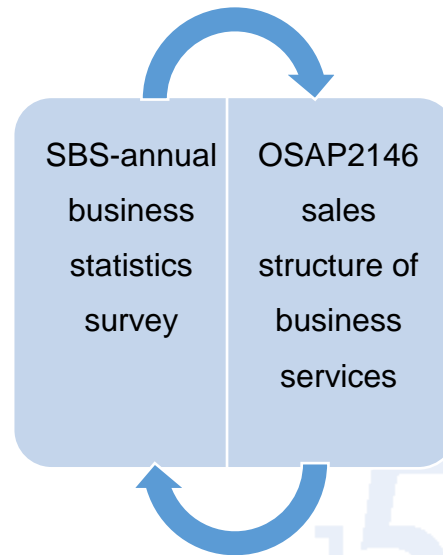 SBS-annual
business
statistics
survey
OSAP2146
sales
structure of
business
services